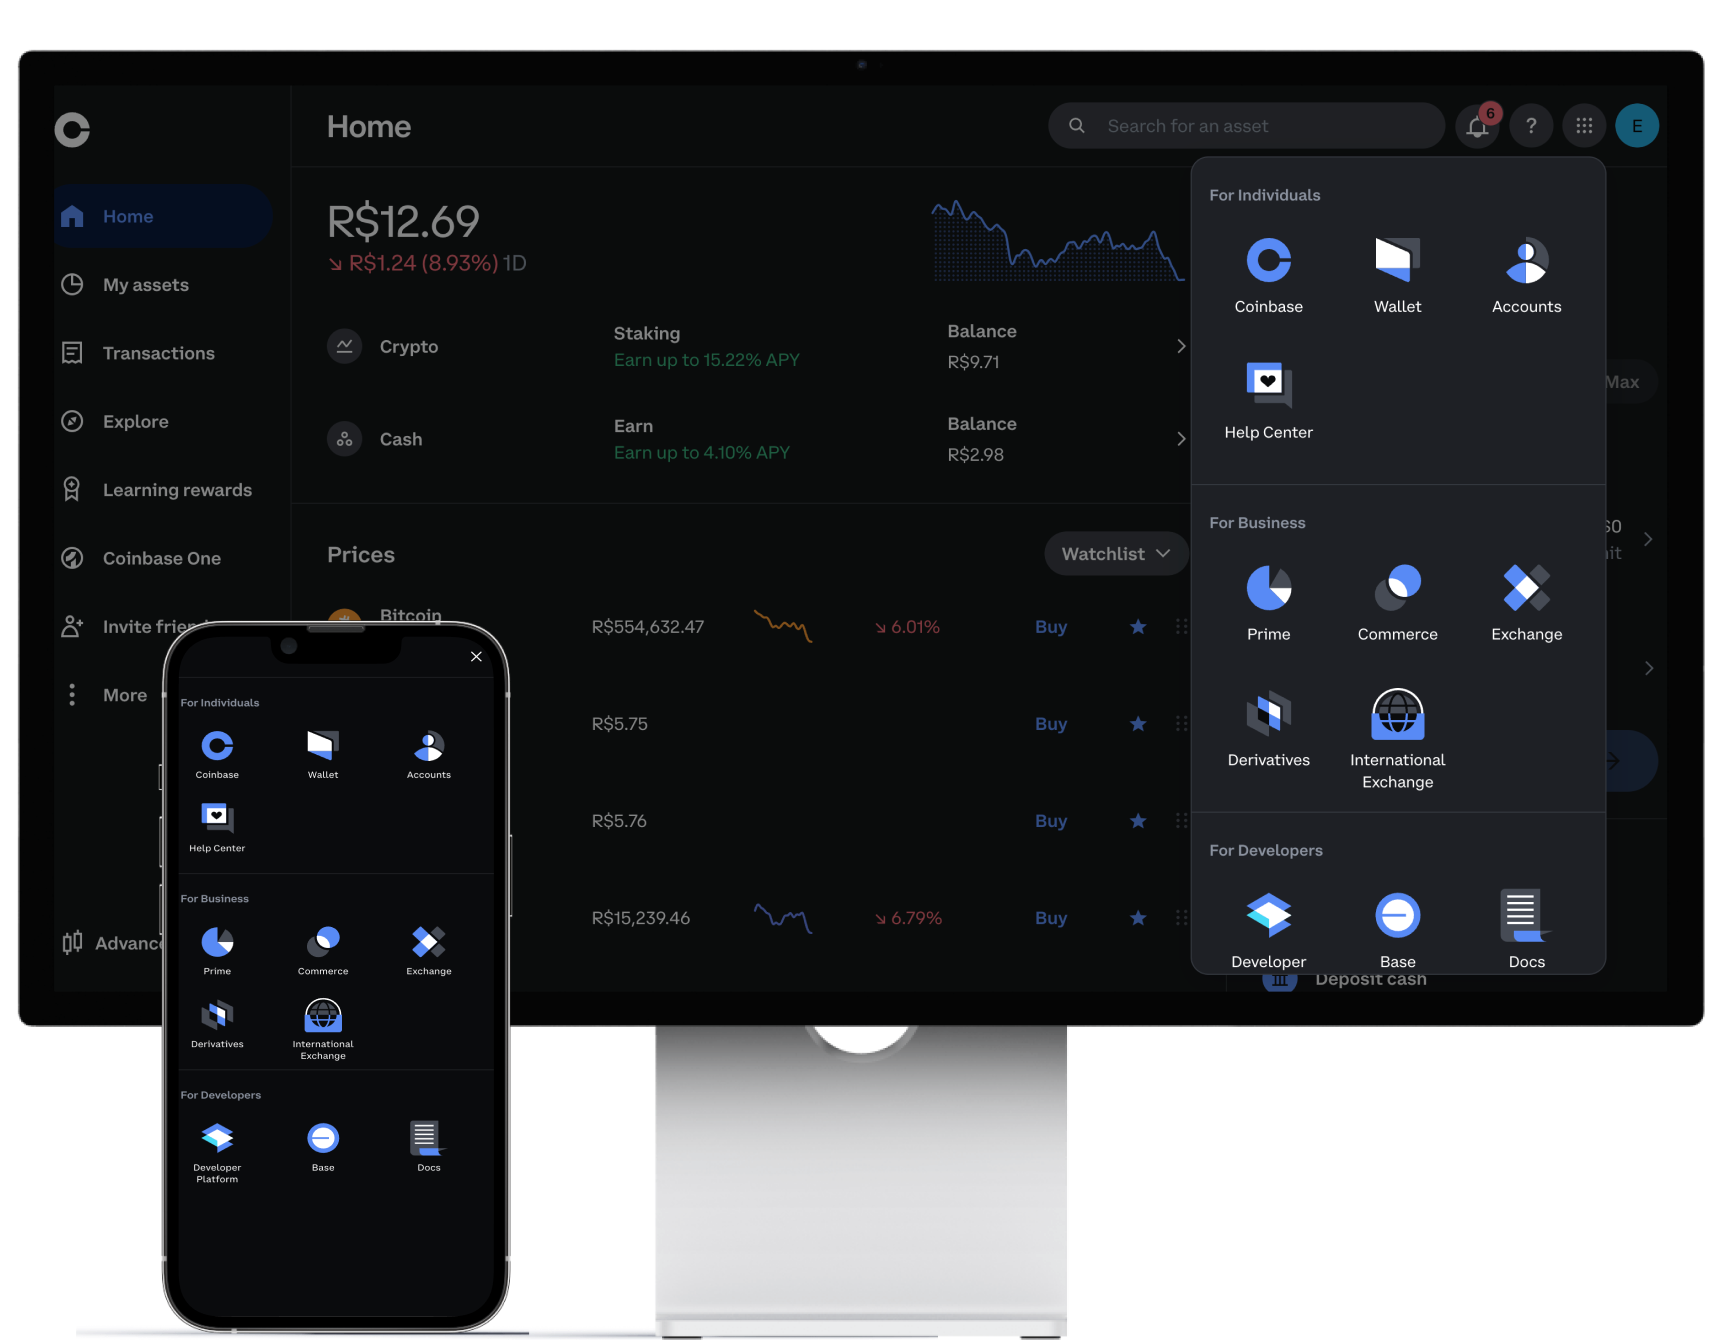 Home
Search for an asset
6
?
E
Home
My assets
Transactions
Explore
Learning rewards
Coinbase One
Invite
More
R$12.69
↘ R$1.24 (8.93%) 1D
Crypto
Staking
Earn up to 15.22% APY
Balance
R$9.71
Cash
Earn
Earn up to 4.10% APY
Balance
R$2.98
Prices
Watchlist
Bitcoin
R$554,632.47
↘ 6.01%
Buy
R$5.75
Buy
R$5.76
Buy
R$15,239.46
↘ 6.79%
Buy
Max
Deposit cash
For Individuals
Coinbase
Wallet
Accounts
Help Center
For Business
Prime
Commerce
Exchange
Derivatives
International
Exchange
For Developers
Developer
Base
Docs
For Individuals
Coinbase
Wallet
Accounts
Help Center
For Business
Prime
Commerce
Exchange
Derivatives
International
Exchange
For Developers
Developer
Platform
Base
Docs